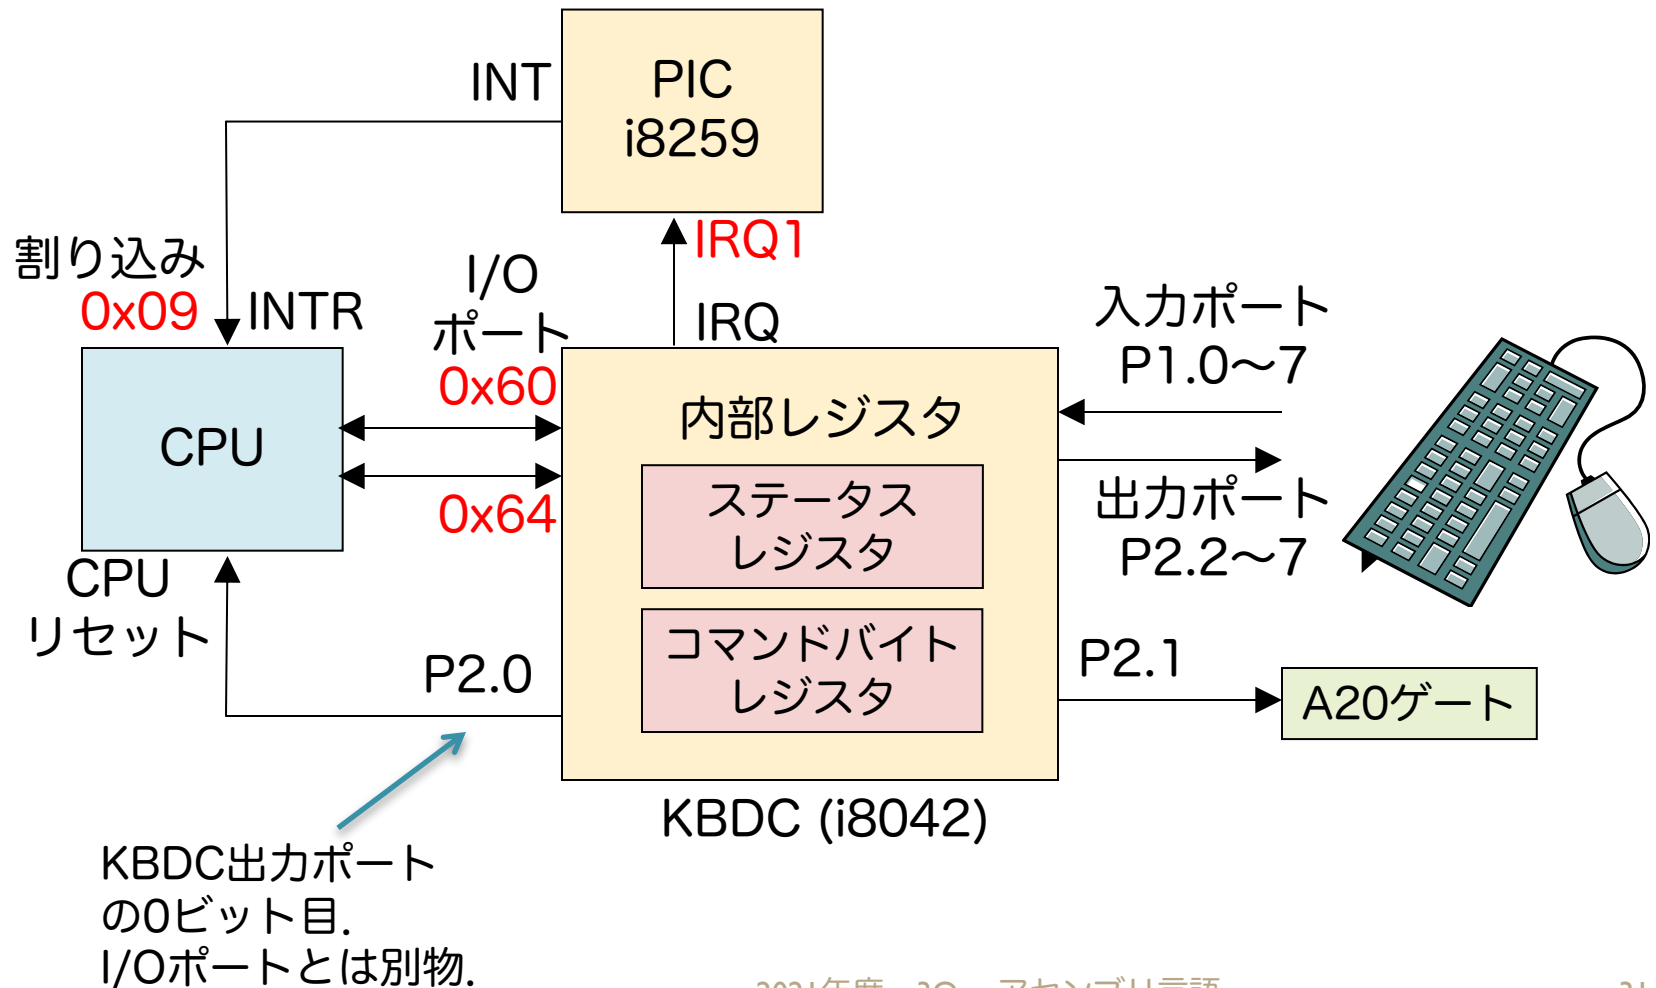 PIC
i8259
INT
IRQ1
IRQ
割り込み
0x09
INTR
I/O
ポート
0x60
0x64
CPU
CPU
リセット
P2.0
内部レジスタ
ステータス
レジスタ
コマンドバイト
レジスタ
KBDC (i8042)
入力ポート
P1.0〜7
出力ポート
P2.2〜7
P2.1
A20ゲート
KBDC出力ポート
の0ビット目.
I/Oポートとは別物.